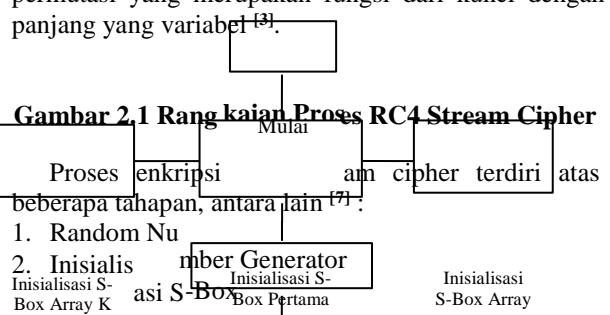 permutasi yang merupakan fungsi dari kunci dengan
panjang yang variabel [3].
Gambar 2.1 Rangkaian Proses RC4 Stream Cipher
Mulai
Proses enkripsi am cipher terdiri atas
beberapa tahapan, antara lain [7] :
1. Random Nu
mber Generator
2. Inisialis
asi S-Box
Inisialisasi S-
Box Array K
Inisialisasi S-
Box Pertama
Inisialisasi
S-Box Array